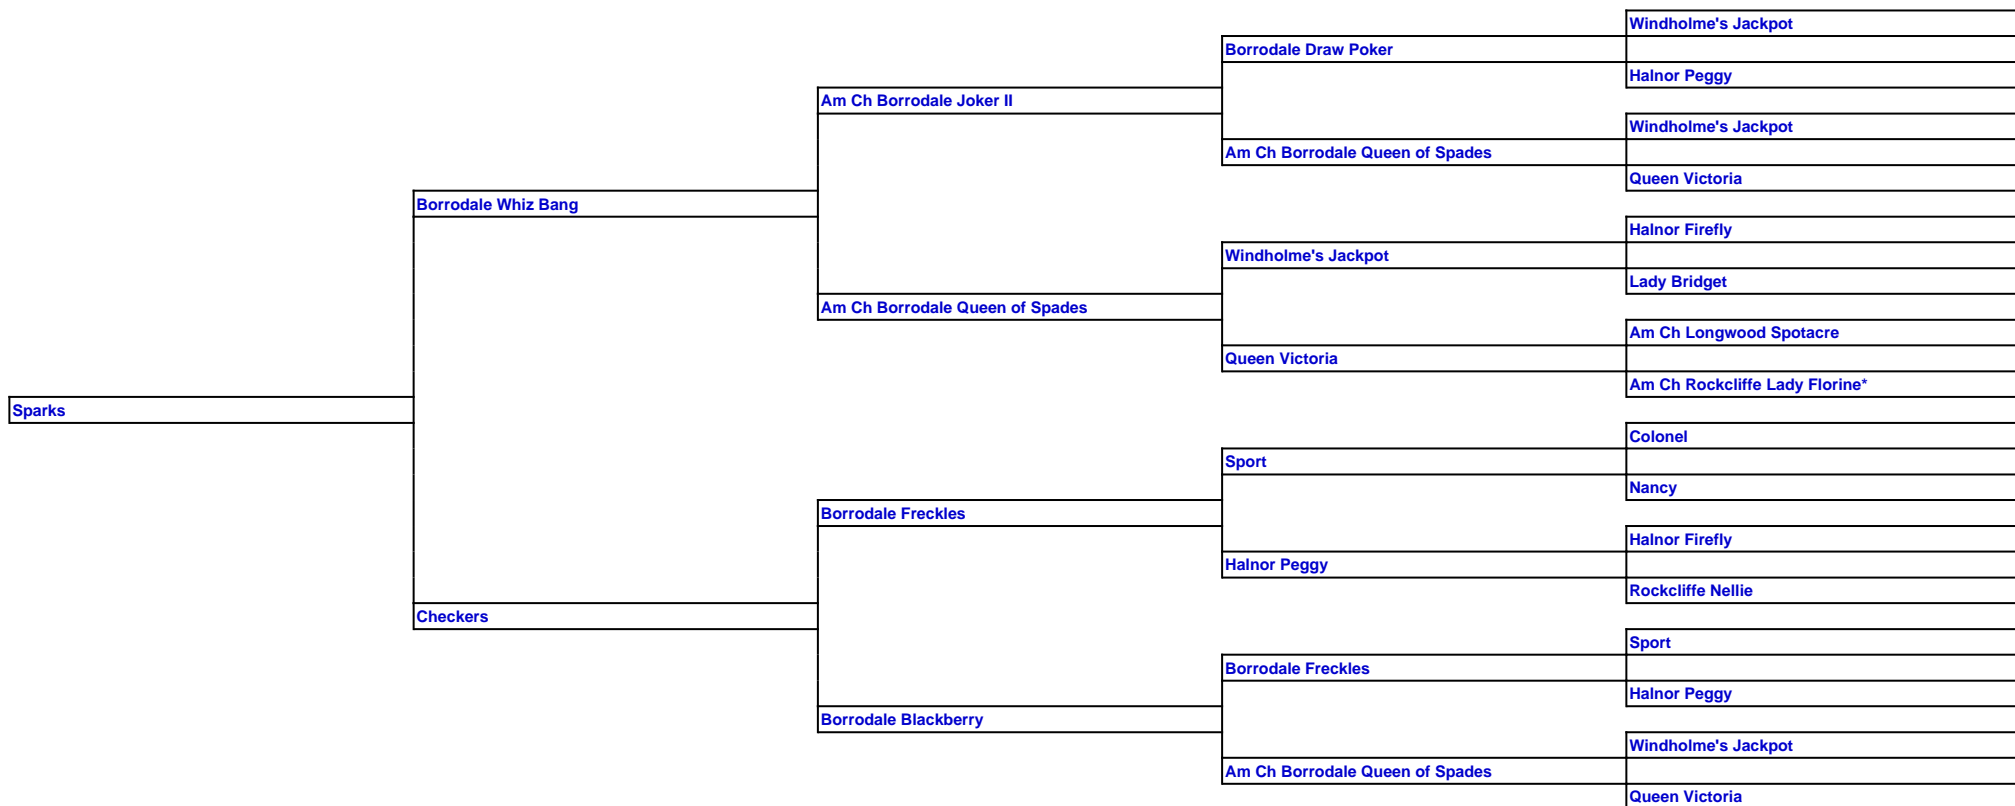 Windholme's Jackpot
Borrodale Draw Poker
Halnor Peggy
Am Ch Borrodale Joker II
Windholme's Jackpot
Am Ch Borrodale Queen of Spades
Queen Victoria
Borrodale Whiz Bang
Halnor Firefly
Windholme's Jackpot
Lady Bridget
Am Ch Borrodale Queen of Spades
Am Ch Longwood Spotacre
Queen Victoria
Am Ch Rockcliffe Lady Florine*
Sparks
Colonel
Sport
Nancy
Borrodale Freckles
Halnor Firefly
Halnor Peggy
Rockcliffe Nellie
Checkers
Sport
Borrodale Freckles
Halnor Peggy
Borrodale Blackberry
Windholme's Jackpot
Am Ch Borrodale Queen of Spades
Queen Victoria